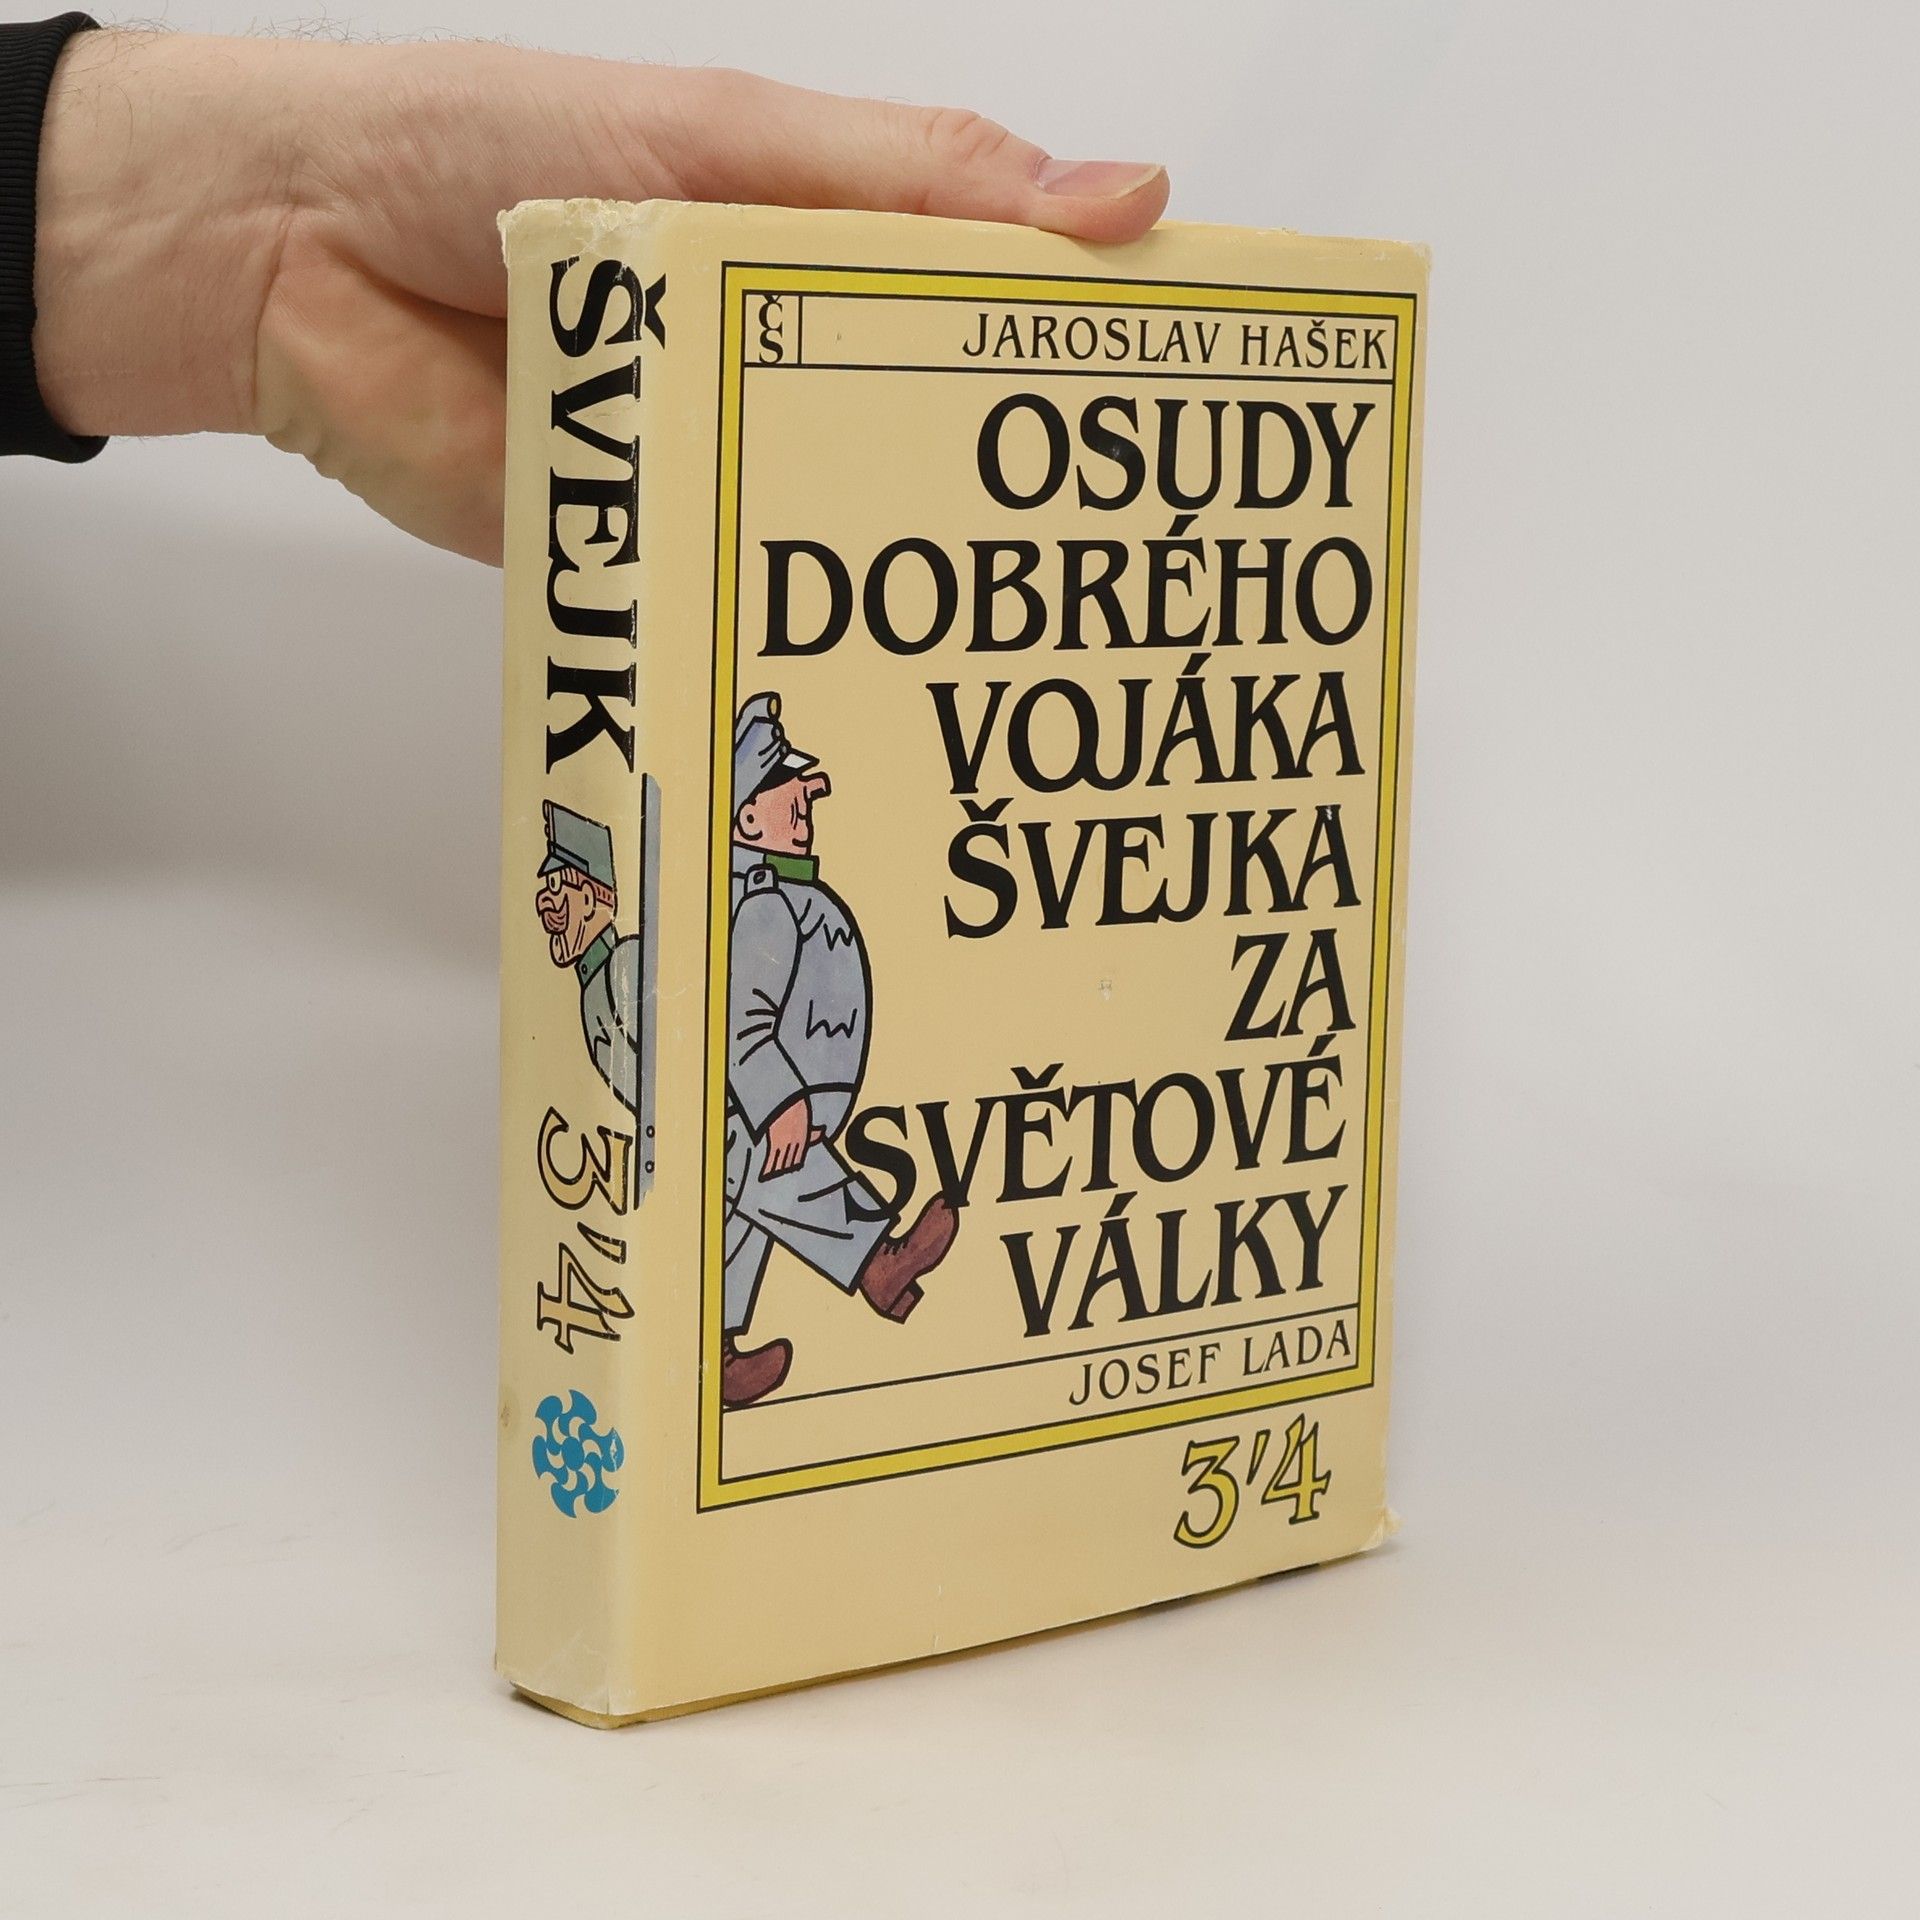 ŠVEJK 3'4
ČS
JAROSLAV HAŠEK
OSUDY
DOBRÉHO
VOJÁKA
ŠVEJKA
ZA
SVĚTOVÉ
VÁLKY
JOSEF LADA
3'4